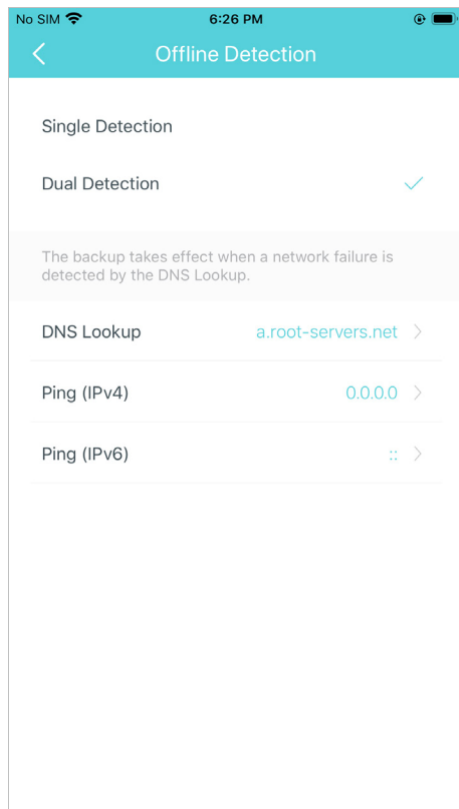 No SIM 6:26 PM
Offline Detection
Single Detection
Dual Detection
The backup takes effect when a network failure is
detected by the DNS Lookup.
DNS Lookup a.root-servers.net
Ping (IPv4) 0.0.0.0
Ping (IPv6) ::